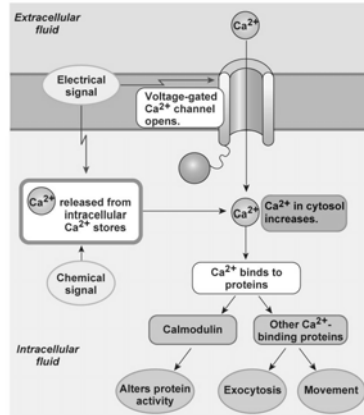 Extracellular
fluid
Ca2+
Electrical
signal
Voltage-gated
Ca2+ channel
opens.
Ca2+ released from
intracellular
Ca2+ stores
Ca2+
Ca2+ in cytosol
increases.
Chemical
signal
Ca2+ binds to
proteins
Calmodulin
Other Ca2+-
binding proteins
Intracellular
fluid
Alters protein
activity
Exocytosis
Movement